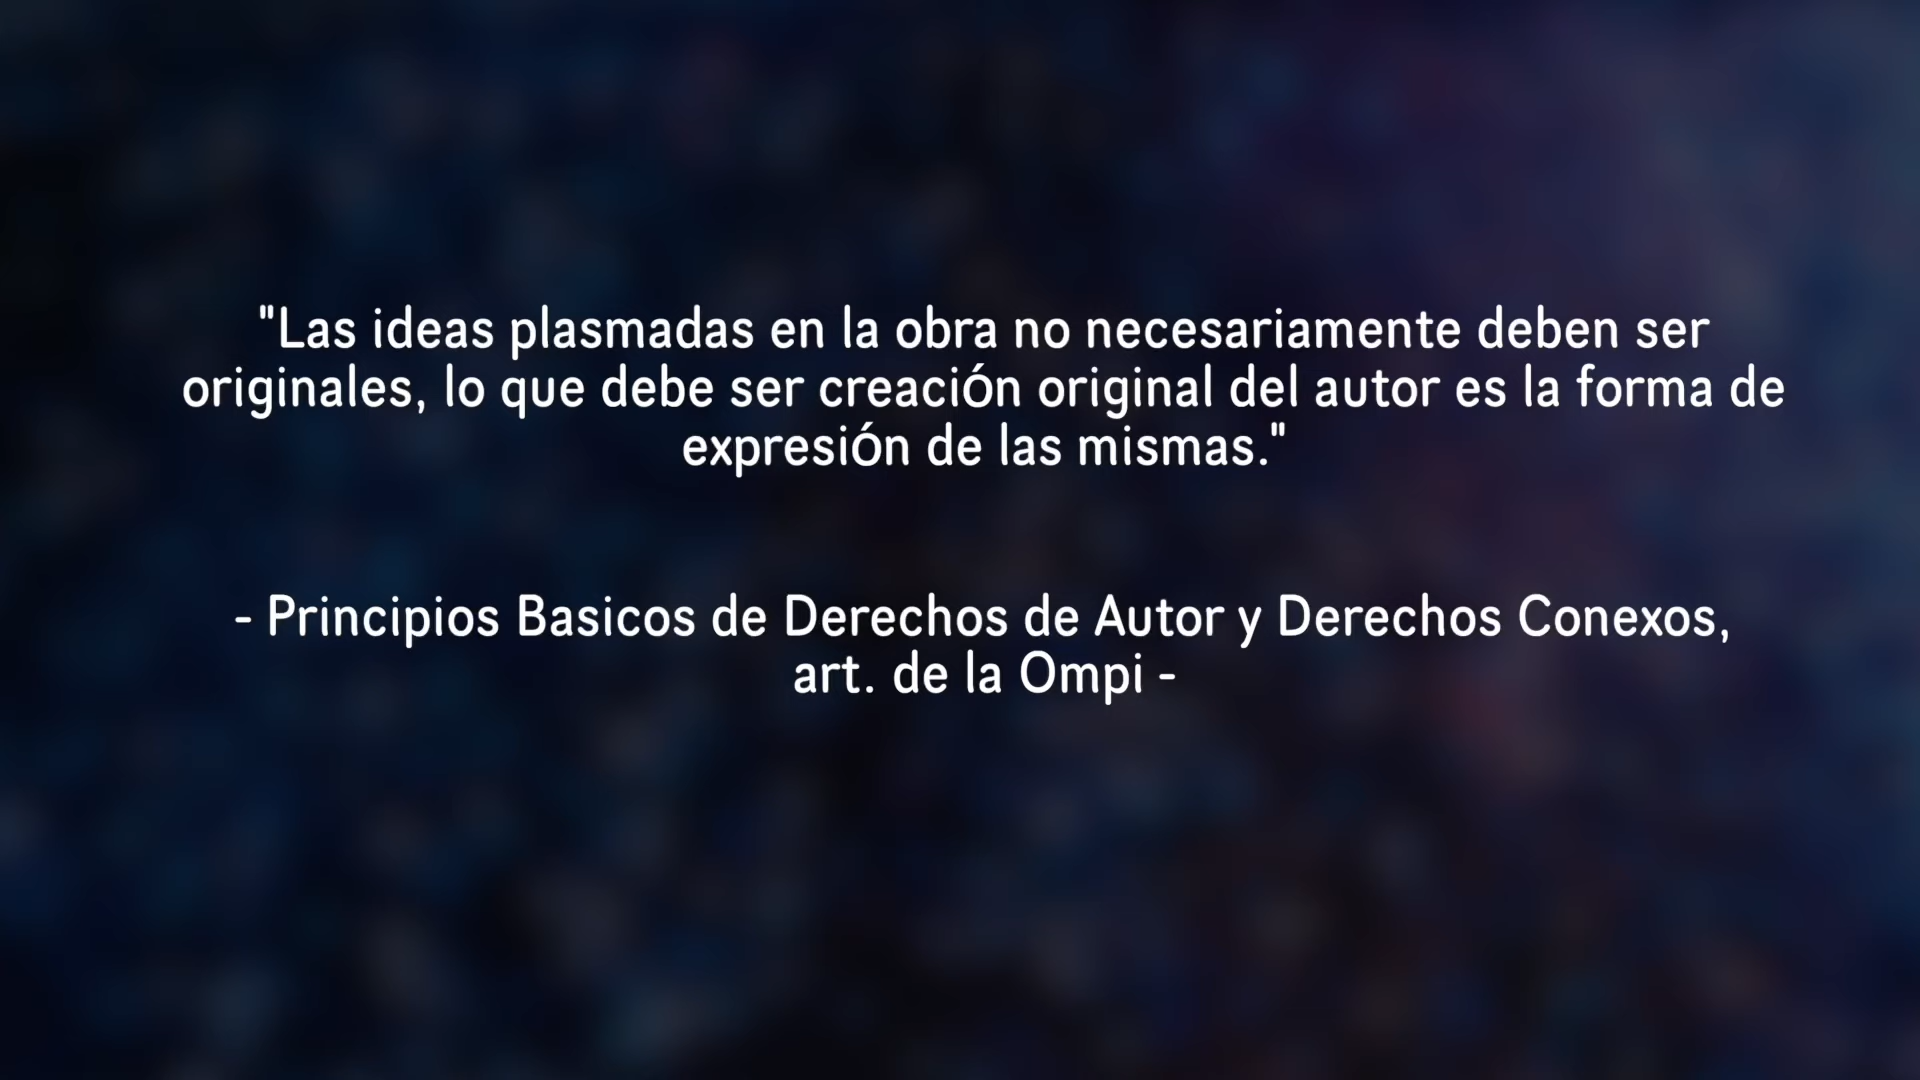 "Las ideas plasmadas en la obra no necesariamente deben ser
originales, lo que debe ser creación original del autor es la forma de
expresión de las mismas."
- Principios Basicos de Derechos de Autor y Derechos Conexos,
art. de la Ompi -